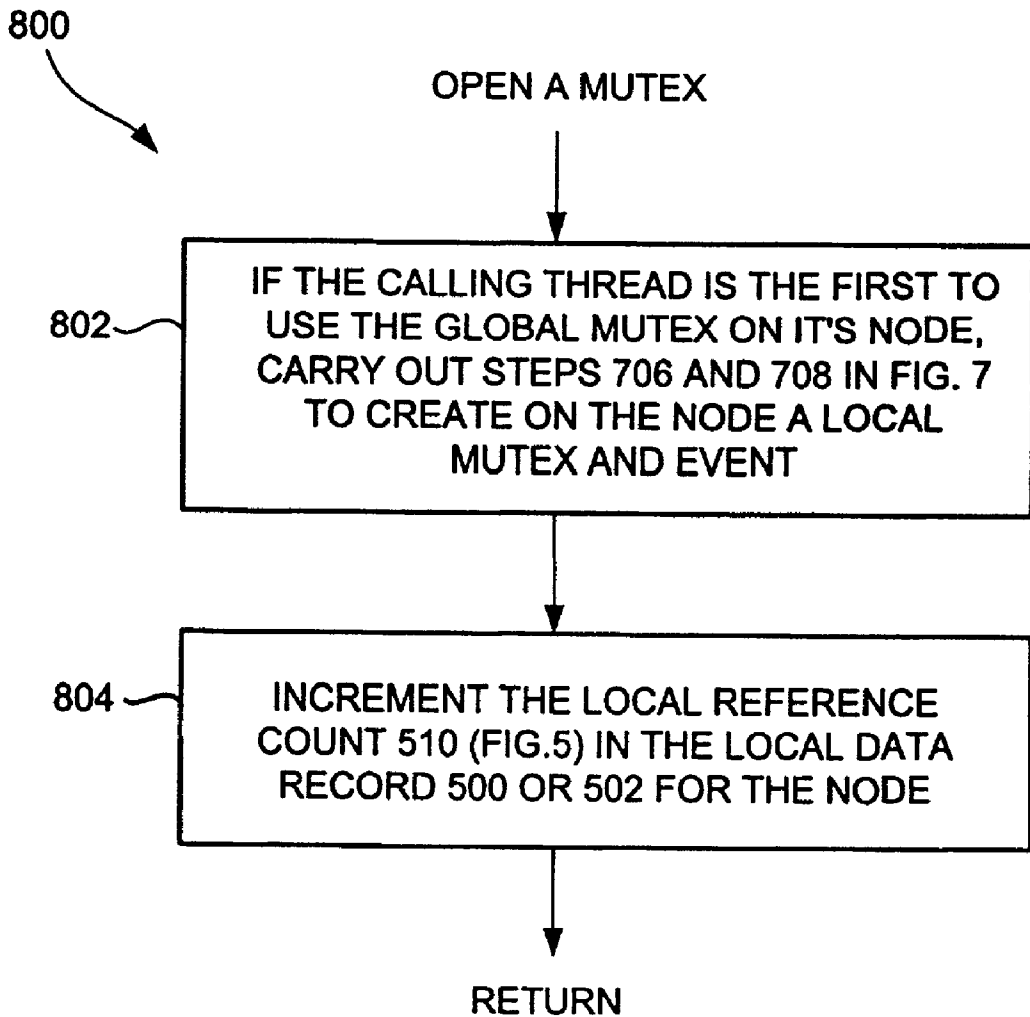 800
OPEN A MUTEX
802
IF THE CALLING THREAD IS THE FIRST TO
USE THE GLOBAL MUTEX ON IT'S NODE,
CARRY OUT STEPS 706 AND 708 IN FIG. 7
TO CREATE ON THE NODE A LOCAL
MUTEX AND EVENT
804
INCREMENT THE LOCAL REFERENCE
COUNT 510 (FIG.5) IN THE LOCAL DATA
RECORD 500 OR 502 FOR THE NODE
RETURN